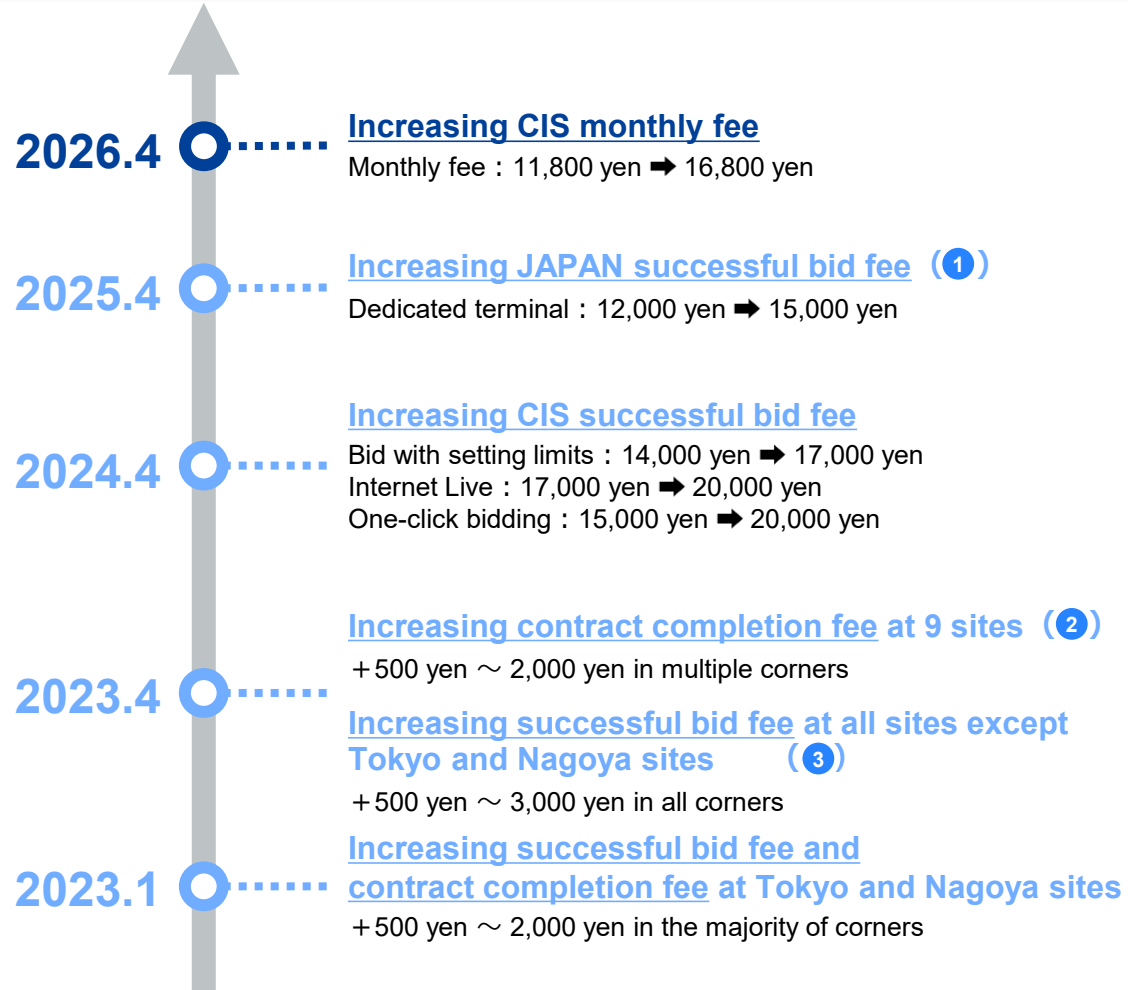 2026.4
Increasing CIS monthly fee
Monthly fee：11,800 yen ➡ 16,800 yen
2025.4
Increasing JAPAN successful bid fee（1）
Dedicated terminal：12,000 yen ➡ 15,000 yen
2024.4
Increasing CIS successful bid fee
Bid with setting limits：14,000 yen ➡ 17,000 yen
Internet Live：17,000 yen ➡ 20,000 yen
One-click bidding：15,000 yen ➡ 20,000 yen
2023.4
Increasing contract completion fee at 9 sites（2）
＋500 yen ～ 2,000 yen in multiple corners
Increasing successful bid fee at all sites except
Tokyo and Nagoya sites （3）
＋500 yen ～ 3,000 yen in all corners
2023.1
Increasing successful bid fee and
contract completion fee at Tokyo and Nagoya sites
＋500 yen ～ 2,000 yen in the majority of corners